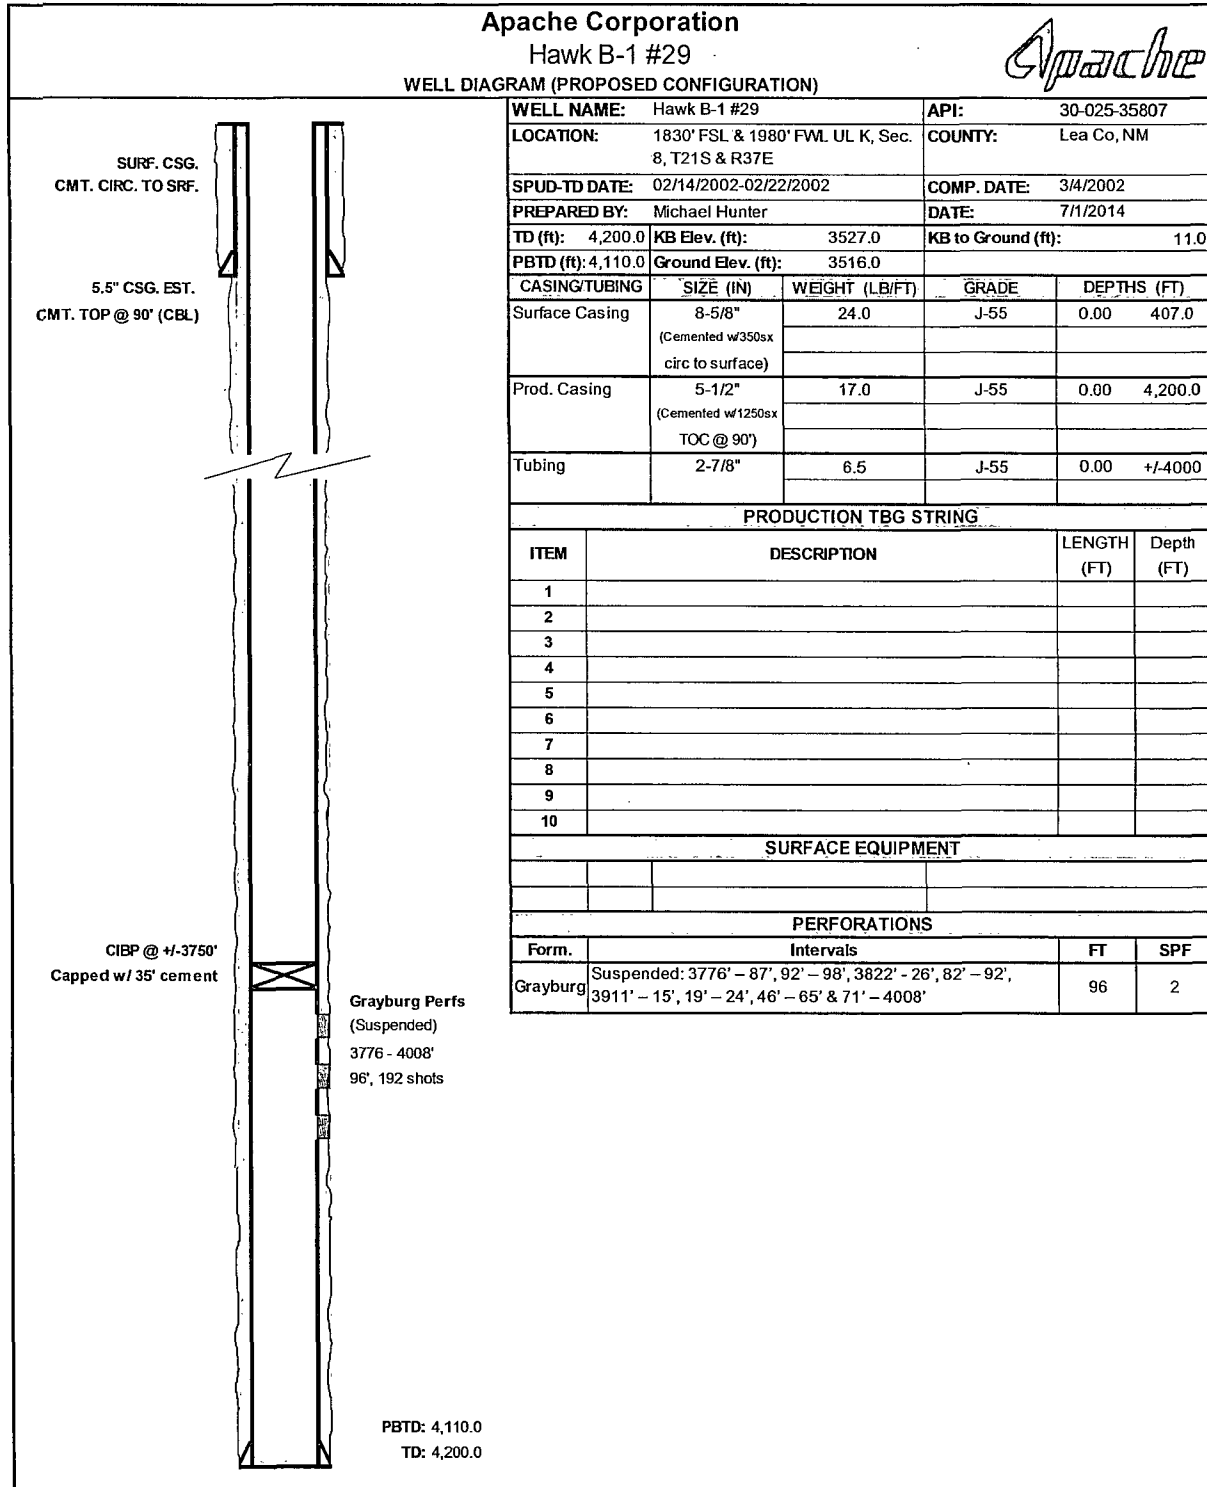 Apache Corporation
Hawk B-1 #29
WELL DIAGRAM (PROPOSED CONFIGURATION)
Apache
WELL NAME: Hawk B-1 #29 API: 30-025-35807
LOCATION: 1830' FSL & 1980' FWL UL K, Sec. COUNTY: Lea Co, NM
8, T21S & R37E
SPUD-TD DATE: 02/14/2002-02/22/2002 COMP. DATE: 3/4/2002
PREPARED BY: Michael Hunter DATE: 7/1/2014
TD (ft): 4,200.0 KB Elev. (ft): 3527.0 KB to Ground (ft): 11.0
PBTD (ft): 4,110.0 Ground Elev. (ft): 3516.0
CASING/TUBING SIZE (IN) WEIGHT (LB/FT) GRADE DEPTHS (FT)
Surface Casing 8-5/8" 24.0 J-55 0.00 407.0
(Cemented w/350sx
circ to surface)
Prod. Casing 5-1/2" 17.0 J-55 0.00 4,200.0
(Cemented w/1250sx
TOC @ 90')
Tubing 2-7/8" 6.5 J-55 0.00 +/-4000
PRODUCTION TBG STRING
ITEM DESCRIPTION LENGTH (FT) Depth (FT)
1
2
3
4
5
6
7
8
9
10
SURFACE EQUIPMENT
PERFORATIONS
Form. Intervals FT SPF
Grayburg Suspended: 3776' – 87', 92' – 98', 3822' - 26', 82' – 92', 96 2
3911' – 15', 19' – 24', 46' – 65' & 71' – 4008'
SURF. CSG.
CMT. CIRC. TO SRF.
5.5" CSG. EST.
CMT. TOP @ 90' (CBL)
CIBP @ +/-3750'
Capped w/ 35' cement
Grayburg Perfs
(Suspended)
3776 - 4008'
96', 192 shots
PBTD: 4,110.0
TD: 4,200.0